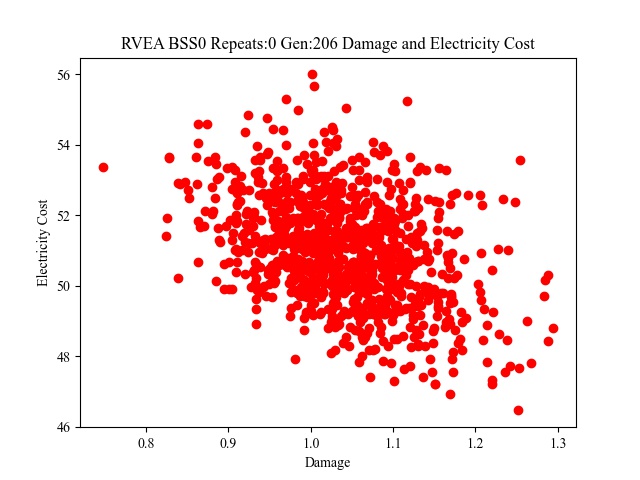 RVEA BSS0 Repeats:0 Gen:206 Damage and Electricity Cost
56
54
52
50
48
46
Electricity Cost
0.8 0.9 1.0 1.1 1.2 1.3
Damage